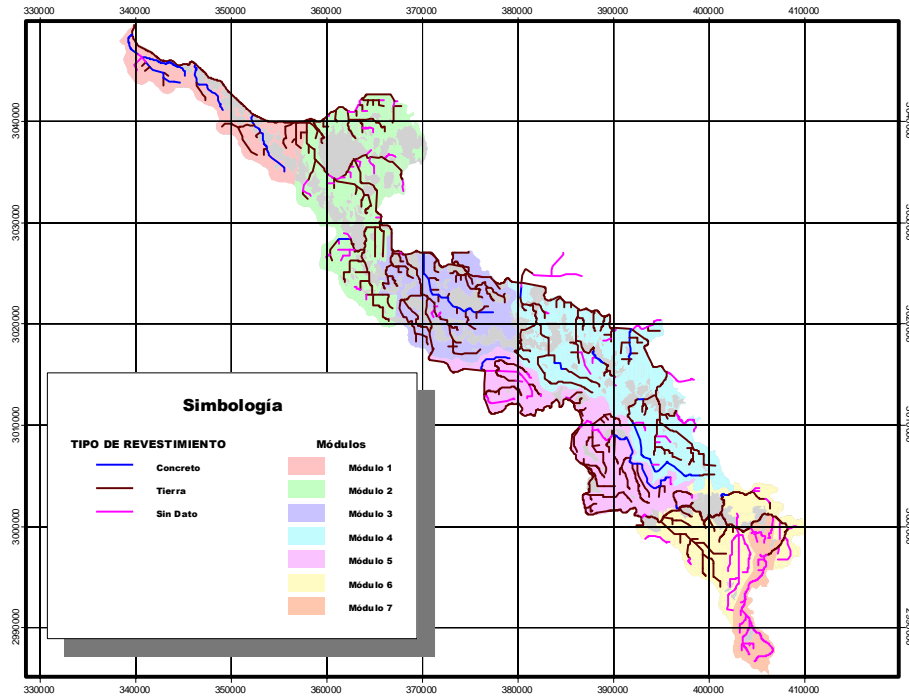 330000 340000 350000 360000 370000 380000 390000 400000 410000
3040000
3030000
3020000
3010000
3000000
2990000
Simbología
TIPO DE REVESTIMIENTO
Concreto
Tierra
Sin Dato
Módulos
Módulo 1
Módulo 2
Módulo 3
Módulo 4
Módulo 5
Módulo 6
Módulo 7
330000 340000 350000 360000 370000 380000 390000 400000 410000